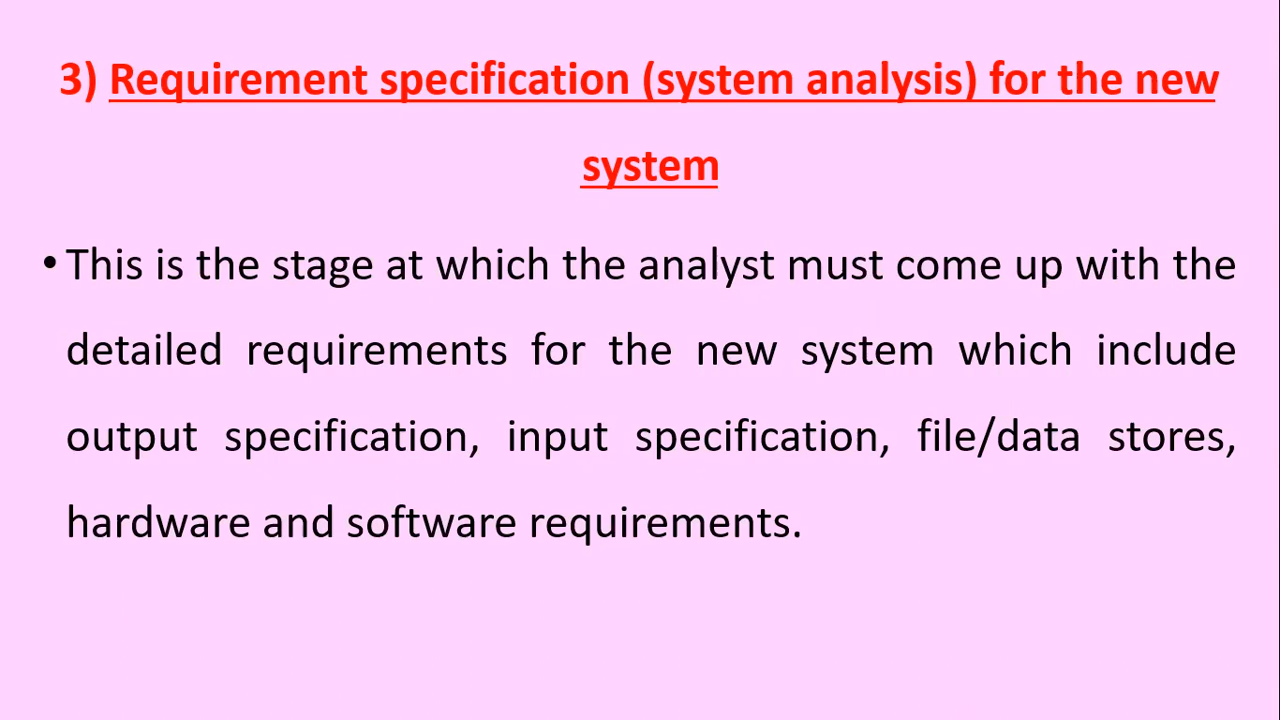 3) Requirement specification (system analysis) for the new
system
• This is the stage at which the analyst must come up with the
detailed requirements for the new system which include
output specification, input specification, file/data stores,
hardware and software requirements.